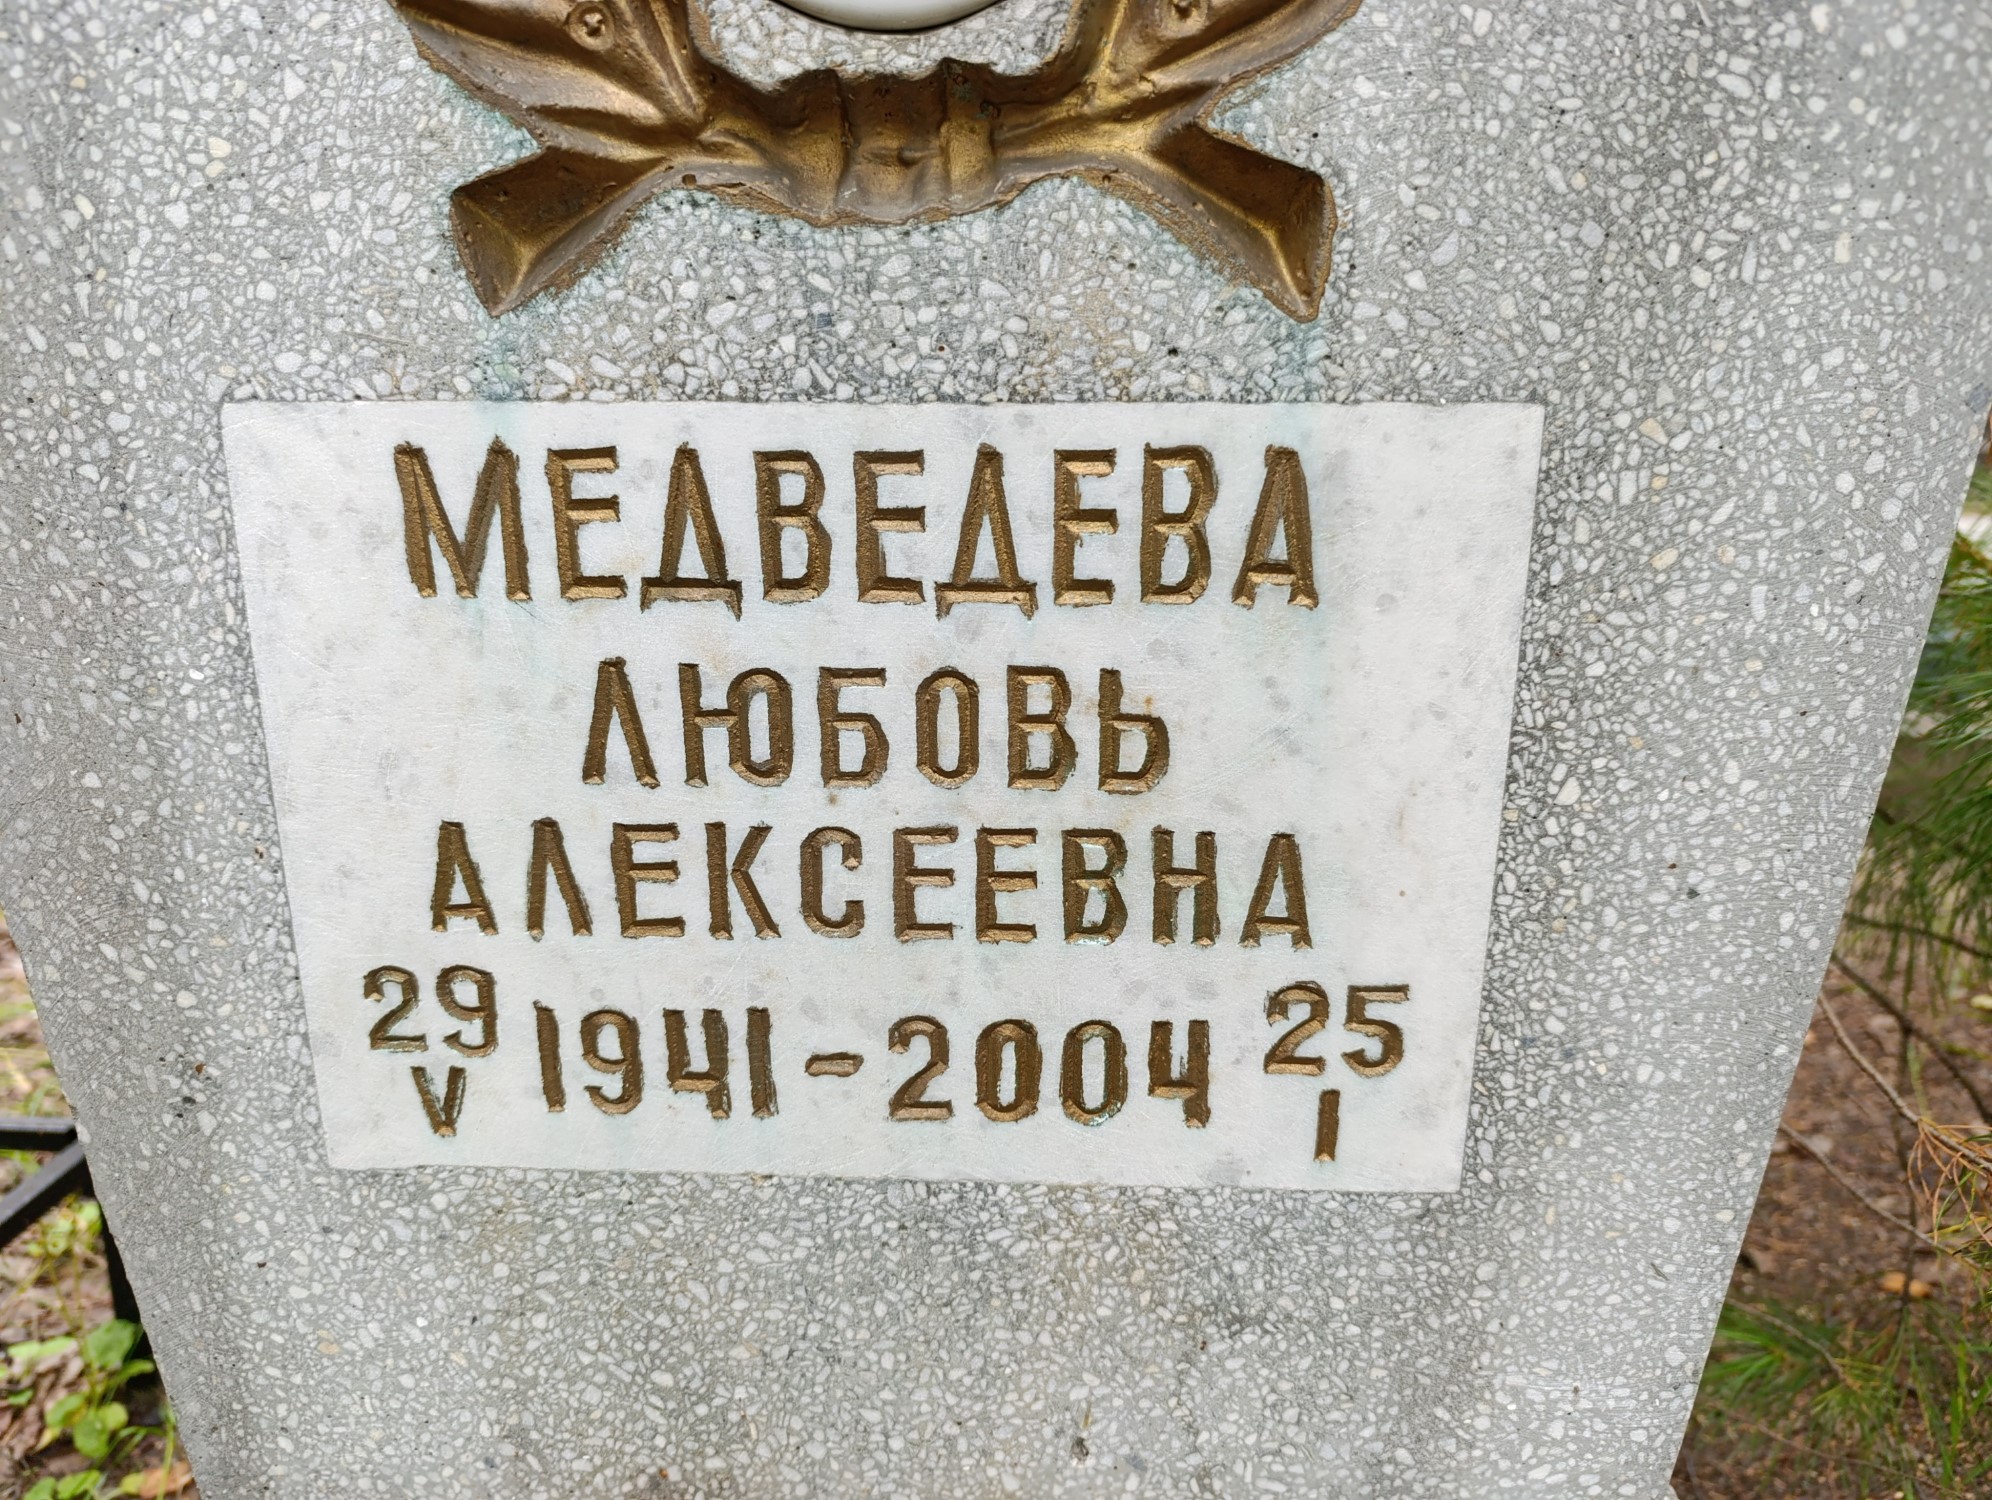 МЕДВЕДЕВА
ЛЮБОВЬ
АЛЕКСЕЕВНА
29 V 1941 - 2004 25 I